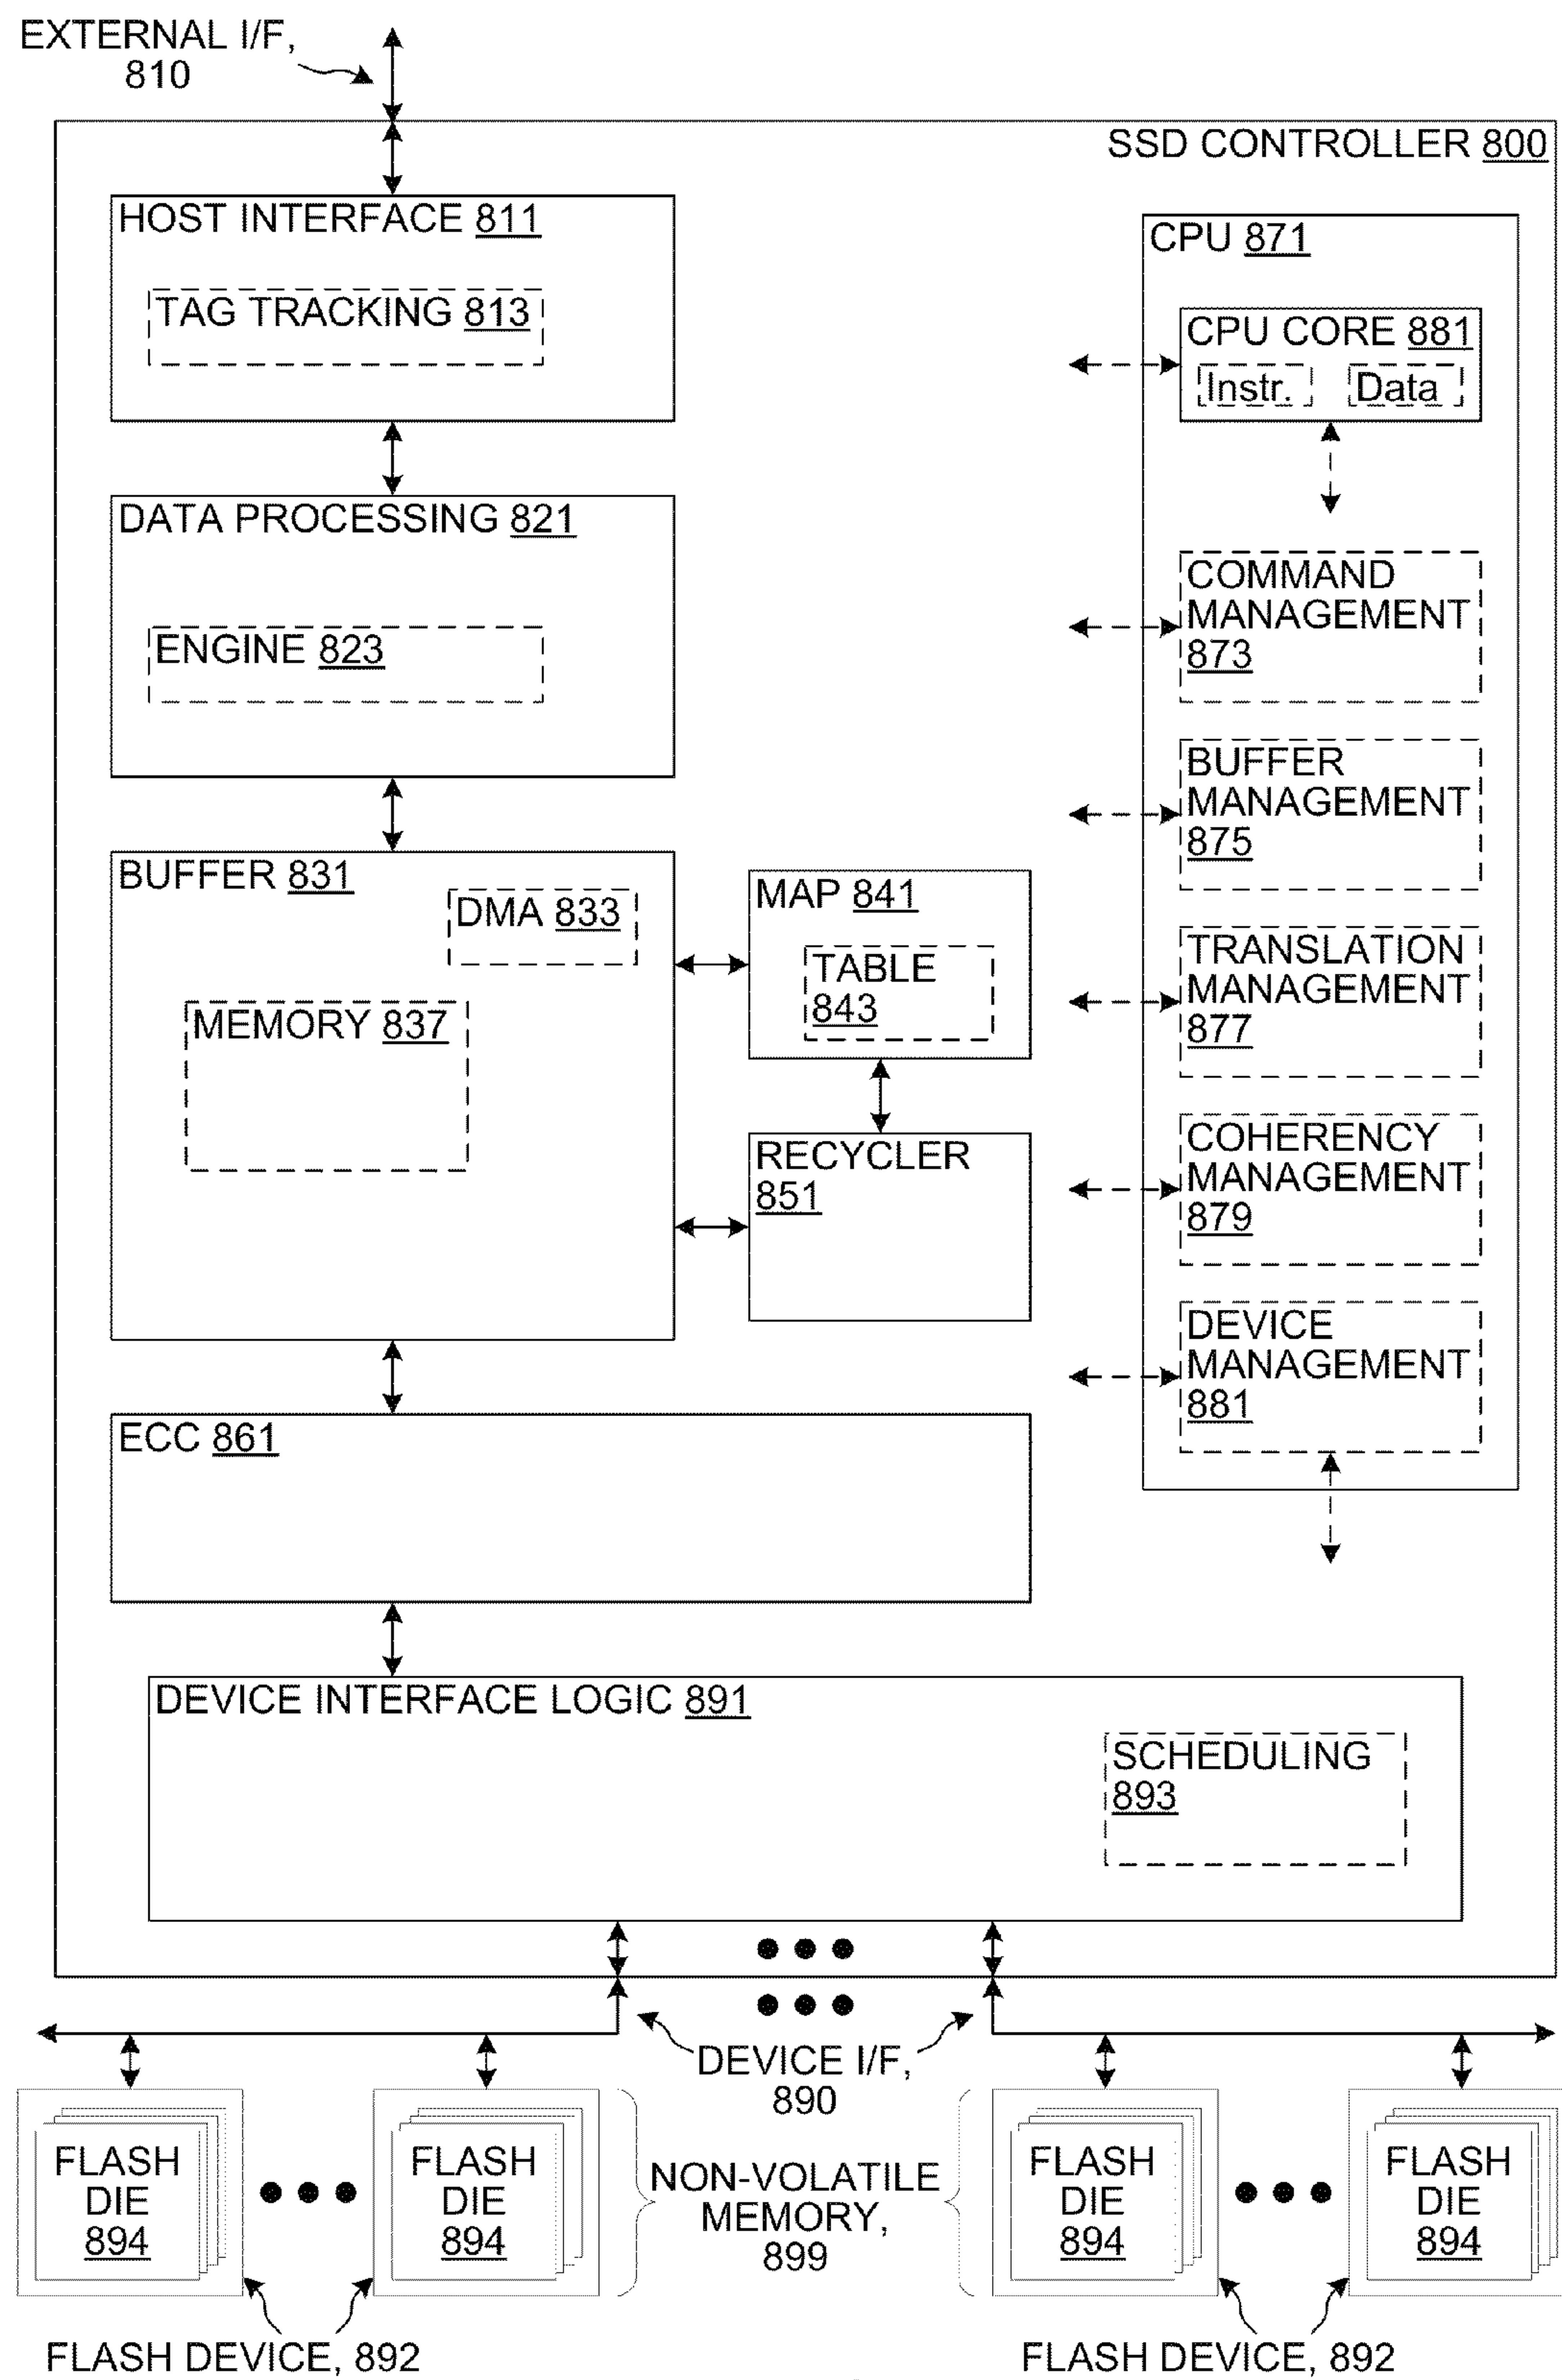 EXTERNAL I/F,
810
SSD CONTROLLER 800
HOST INTERFACE 811
TAG TRACKING 813
DATA PROCESSING 821
ENGINE 823
BUFFER 831
DMA 833
MEMORY 837
MAP 841
TABLE
843
RECYCLER
851
ECC 861
CPU 871
CPU CORE 881
Instr.
Data
COMMAND
MANAGEMENT
873
BUFFER
MANAGEMENT
875
TRANSLATION
MANAGEMENT
877
COHERENCY
MANAGEMENT
879
DEVICE
MANAGEMENT
881
DEVICE INTERFACE LOGIC 891
SCHEDULING
893
DEVICE I/F,
890
FLASH
DIE
894
FLASH
DIE
894
NON-VOLATILE
MEMORY,
899
FLASH
DIE
894
FLASH
DIE
894
FLASH DEVICE, 892
FLASH DEVICE, 892